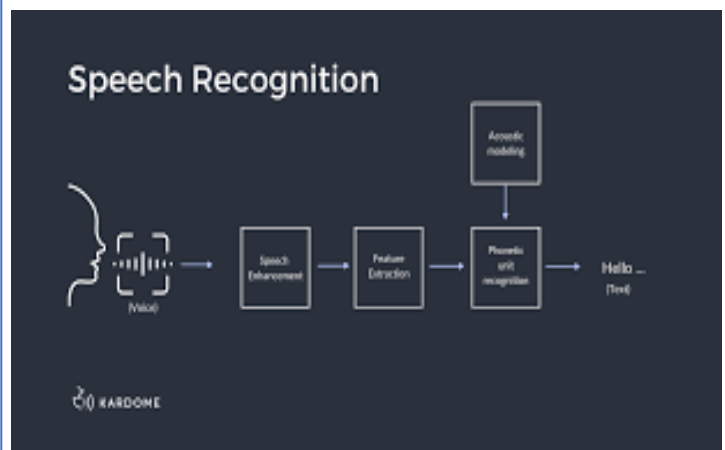 Speech Recognition
Acoustic
modeling
Speech
Enhancement
Feature
Extraction
Phonetic
unit
recognition
Hello ...
(Text)
(Voice)
KARDOME